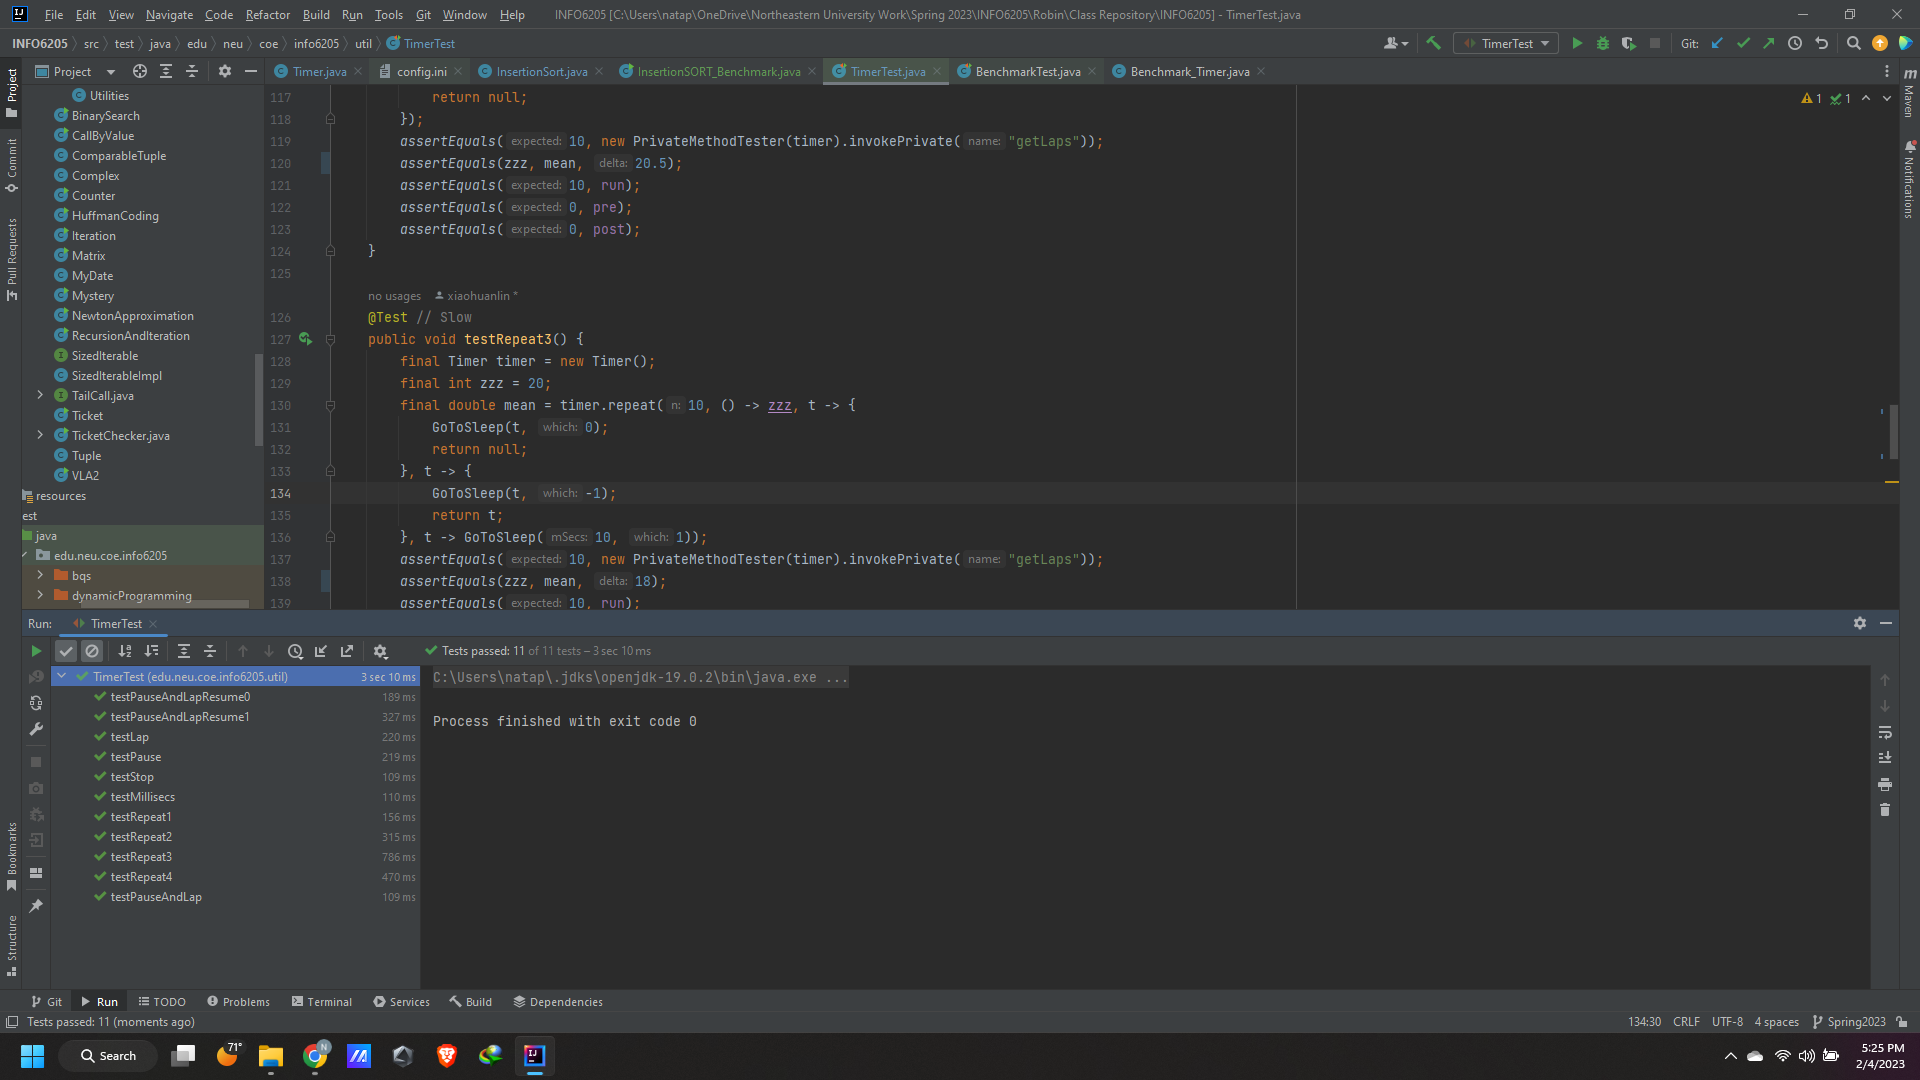 File Edit View Navigate Code Refactor Build Run Tools Git Window Help INFO6205 [C:\Users\natap\OneDrive\Northeastern University Work\Spring 2023\INFO6205\Robin\Class Repository\INFO6205] - TimerTest.java
INFO6205 src test java edu neu coe info6205 util TimerTest
TimerTest Git:
Project
Timer.java config.ini InsertionSort.java InsertionSORT_Benchmark.java TimerTest.java BenchmarkTest.java Benchmark_Timer.java
Project
Commit
Pull Requests
Bookmarks
Structure
Utilities
BinarySearch
CallByValue
ComparableTuple
Complex
Counter
HuffmanCoding
Iteration
Matrix
MyDate
Mystery
NewtonApproximation
RecursionAndIteration
SizedIterable
SizedIterableImpl
TailCall.java
Ticket
TicketChecker.java
Tuple
VLA2
resources
est
java
edu.neu.coe.info6205
bqs
dynamicProgramming
117 return null;
118 });
119 assertEquals( expected: 10, new PrivateMethodTester(timer).invokePrivate( name: "getLaps"));
120 assertEquals(zzz, mean, delta: 20.5);
121 assertEquals( expected: 10, run);
122 assertEquals( expected: 0, pre);
123 assertEquals( expected: 0, post);
124 }
125
no usages xiaohuanlin *
126 @Test // Slow
127 public void testRepeat3() {
128 final Timer timer = new Timer();
129 final int zzz = 20;
130 final double mean = timer.repeat( n: 10, () -> zzz, t -> {
131 GoToSleep(t, which: 0);
132 return null;
133 }, t -> {
134 GoToSleep(t, which: -1);
135 return t;
136 }, t -> GoToSleep( mSecs: 10, which: 1));
137 assertEquals( expected: 10, new PrivateMethodTester(timer).invokePrivate( name: "getLaps"));
138 assertEquals(zzz, mean, delta: 18);
139 assertEquals( expected: 10, run);
1 1
Maven
Notifications
Run: TimerTest
Tests passed: 11 of 11 tests – 3 sec 10 ms
TimerTest (edu.neu.coe.info6205.util) 3 sec 10 ms
testPauseAndLapResume0 189 ms
testPauseAndLapResume1 327 ms
testLap 220 ms
testPause 219 ms
testStop 109 ms
testMillisecs 110 ms
testRepeat1 156 ms
testRepeat2 315 ms
testRepeat3 786 ms
testRepeat4 470 ms
testPauseAndLap 109 ms
C:\Users\natap\.jdks\openjdk-19.0.2\bin\java.exe ...
Process finished with exit code 0
Git Run TODO Problems Terminal Services Build Dependencies
Tests passed: 11 (moments ago) 134:30 CRLF UTF-8 4 spaces Spring2023
Search 71° N
5:25 PM
2/4/2023